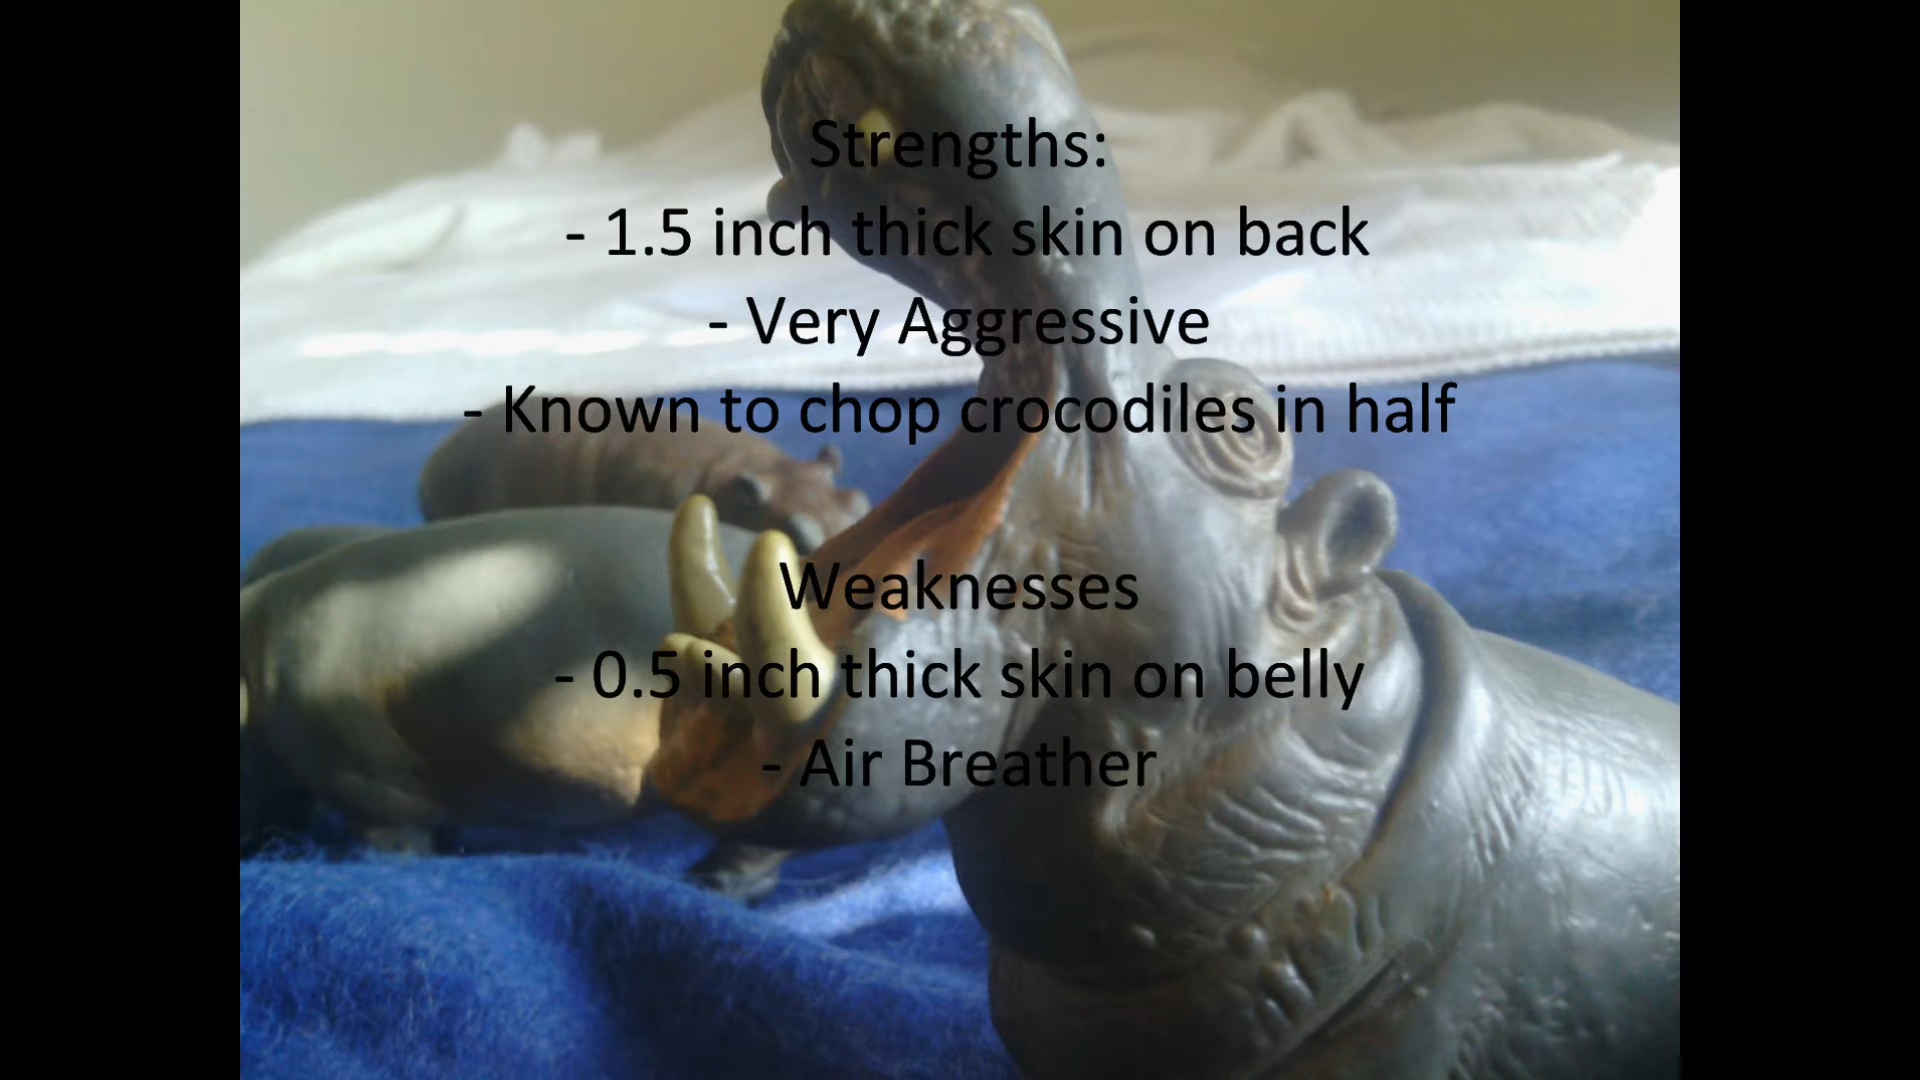 Strengths:
- 1.5 inch thick skin on back
- Very Aggressive
- Known to chop crocodiles in half
Weaknesses
- 0.5 inch thick skin on belly
- Air Breather